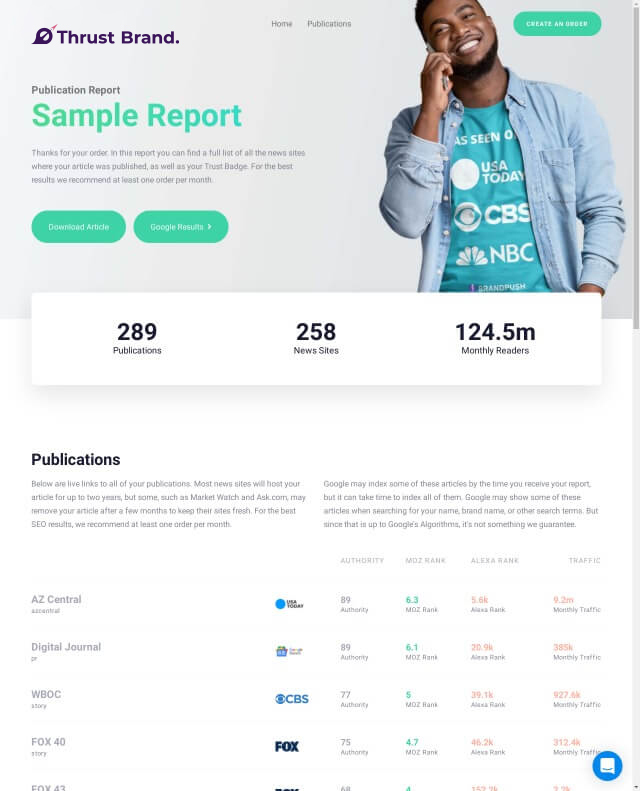 Thrust Brand.
Home Publications
CREATE AN ORDER
Publication Report
Sample Report
Thanks for your order. In this report you can find a full list of all the news sites
where your article was published, as well as your Trust Badge. For the best
results we recommend at least one order per month.
Download Article
Google Results
AS SEEN O
USA
TODAY
CBS
NBC
BRANDPUSH
289
Publications
258
News Sites
124.5m
Monthly Readers
Publications
Below are live links to all of your publications. Most news sites will host your
article for up to two years, but some, such as Market Watch and Ask.com, may
remove your article after a few months to keep their sites fresh. For the best
SEO results, we recommend at least one order per month.
Google may index some of these articles by the time you receive your report,
but it can take time to index all of them. Google may show some of these
articles when searching for your name, brand name, or other search terms. But
since that is up to Google's Algorithms, it's not something we guarantee.
AUTHORITY MOZ RANK ALEXA RANK TRAFFIC
AZ Central
azcentral
USA
TODAY
89 6.3 5.6k 9.2m
Authority MOZ Rank Alexa Rank Monthly Traffic
Digital Journal
pr
Google
News
89 6.1 20.9k 385k
Authority MOZ Rank Alexa Rank Monthly Traffic
WBOC
story
CBS
77 5 39.1k 927.6k
Authority MOZ Rank Alexa Rank Monthly Traffic
FOX 40
story
FOX
75 4.7 46.2k 312.4k
Authority MOZ Rank Alexa Rank Monthly Traffic
FOX 43
68 4 157.2k 2.2k